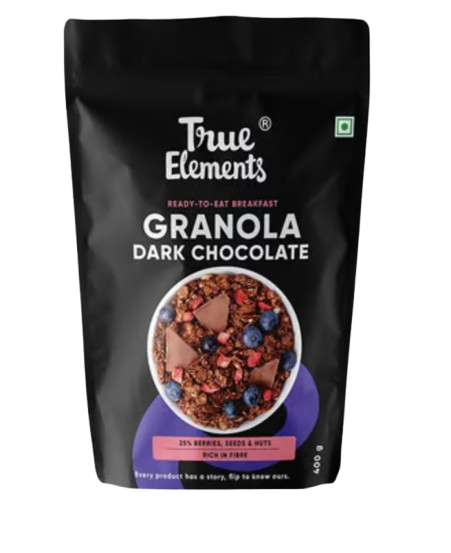 True ®
Elements
READY-TO-EAT BREAKFAST
GRANOLA
DARK CHOCOLATE
25% BERRIES, SEEDS & NUTS
RICH IN FIBRE
Every product has a story, flip to know ours.
400 g